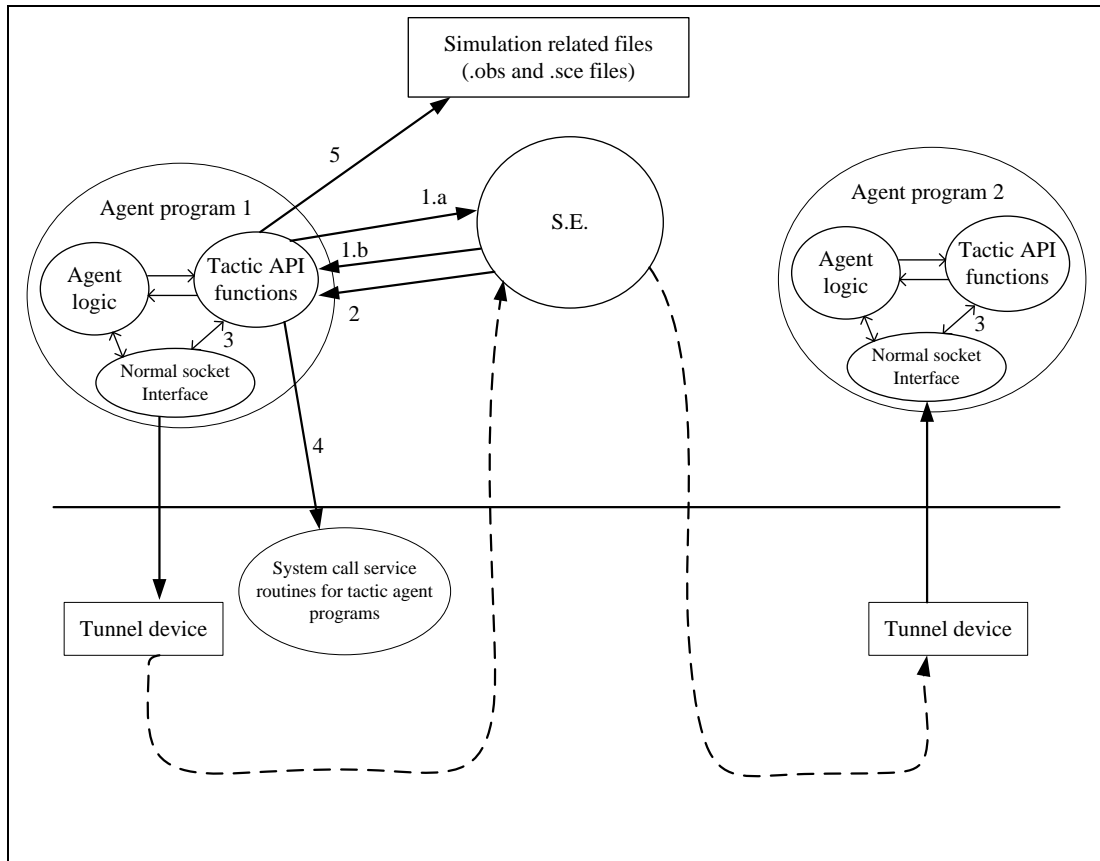 Simulation related files
(.obs and .sce files)
5
1.a
Agent program 1
S.E.
1.b
Agent
logic
Tactic API
functions
2
3
Normal socket
Interface
4
Agent program 2
Agent
logic
Tactic API
functions
3
Normal socket
Interface
System call service
routines for tactic agent
programs
Tunnel device
Tunnel device